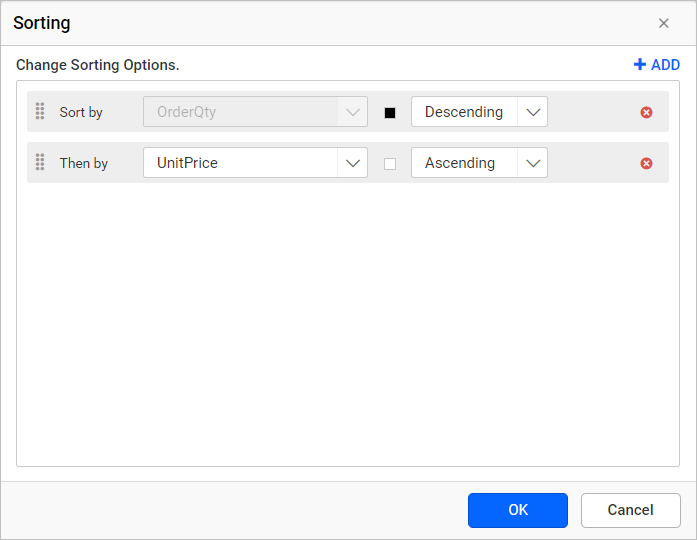 Sorting
Change Sorting Options.
ADD
Sort by
OrderQty
Descending
Then by
UnitPrice
Ascending
OK
Cancel